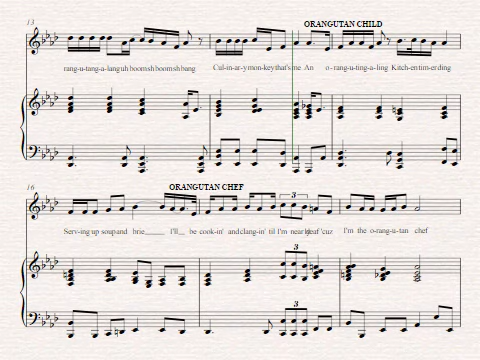 13
ORANGUTAN CHILD
rang-u-tang-a-lang uh boom sh boom sh bang Cul-in-ar-y mon-key that's me An o-rang-u-ting-a-ling Kitch-en tim-er ding
16
ORANGUTAN CHEF
3
Serv-ing up soup and brie I'll be cook-in' and clang-in' til I'm near deaf 'cuz I'm the o-rang-u-tan chef
3